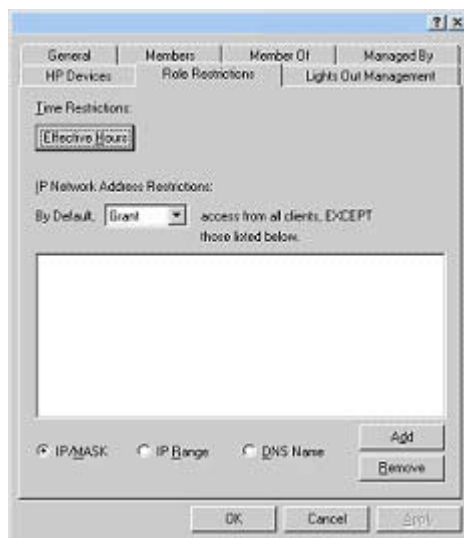 ? x
General Members Member Of Managed By
HP Devices Role Restrictions Lights Out Management
Time Restrictions:
Effective Hours
IP Network Address Restrictions:
By Default, Grant access from all clients, EXCEPT
those listed below.
Add
IP/MASK IP Range DNS Name
Remove
OK Cancel Apply